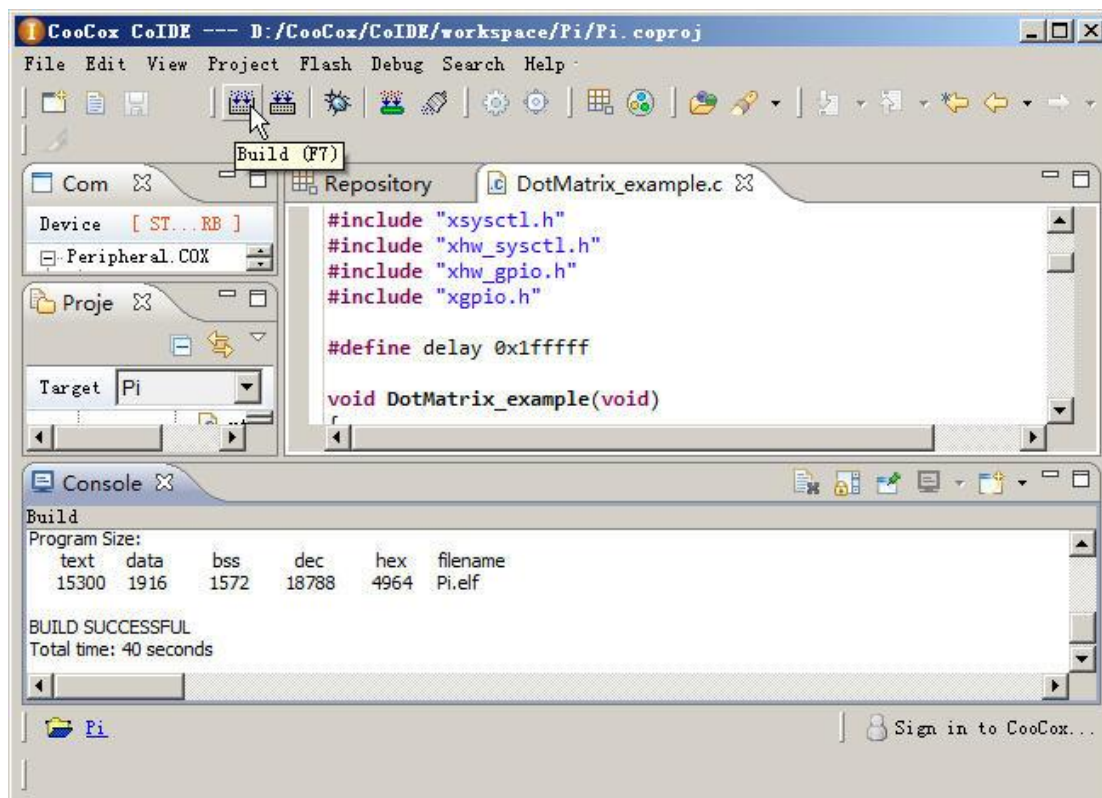 CooCox CoIDE --- D:/CooCox/CoIDE/workspace/Pi/Pi.coproj
File Edit View Project Flash Debug Search Help
Build (F7)
Com
Device [ ST...RB ]
Peripheral.COX
Proje
Target Pi
Repository DotMatrix_example.c
#include "xsysctl.h"
#include "xhw_sysctl.h"
#include "xhw_gpio.h"
#include "xgpio.h"
#define delay 0x1fffff
void DotMatrix_example(void)
Console
Build
Program Size:
text data bss dec hex filename
15300 1916 1572 18788 4964 Pi.elf
BUILD SUCCESSFUL
Total time: 40 seconds
Pi
Sign in to CooCox...